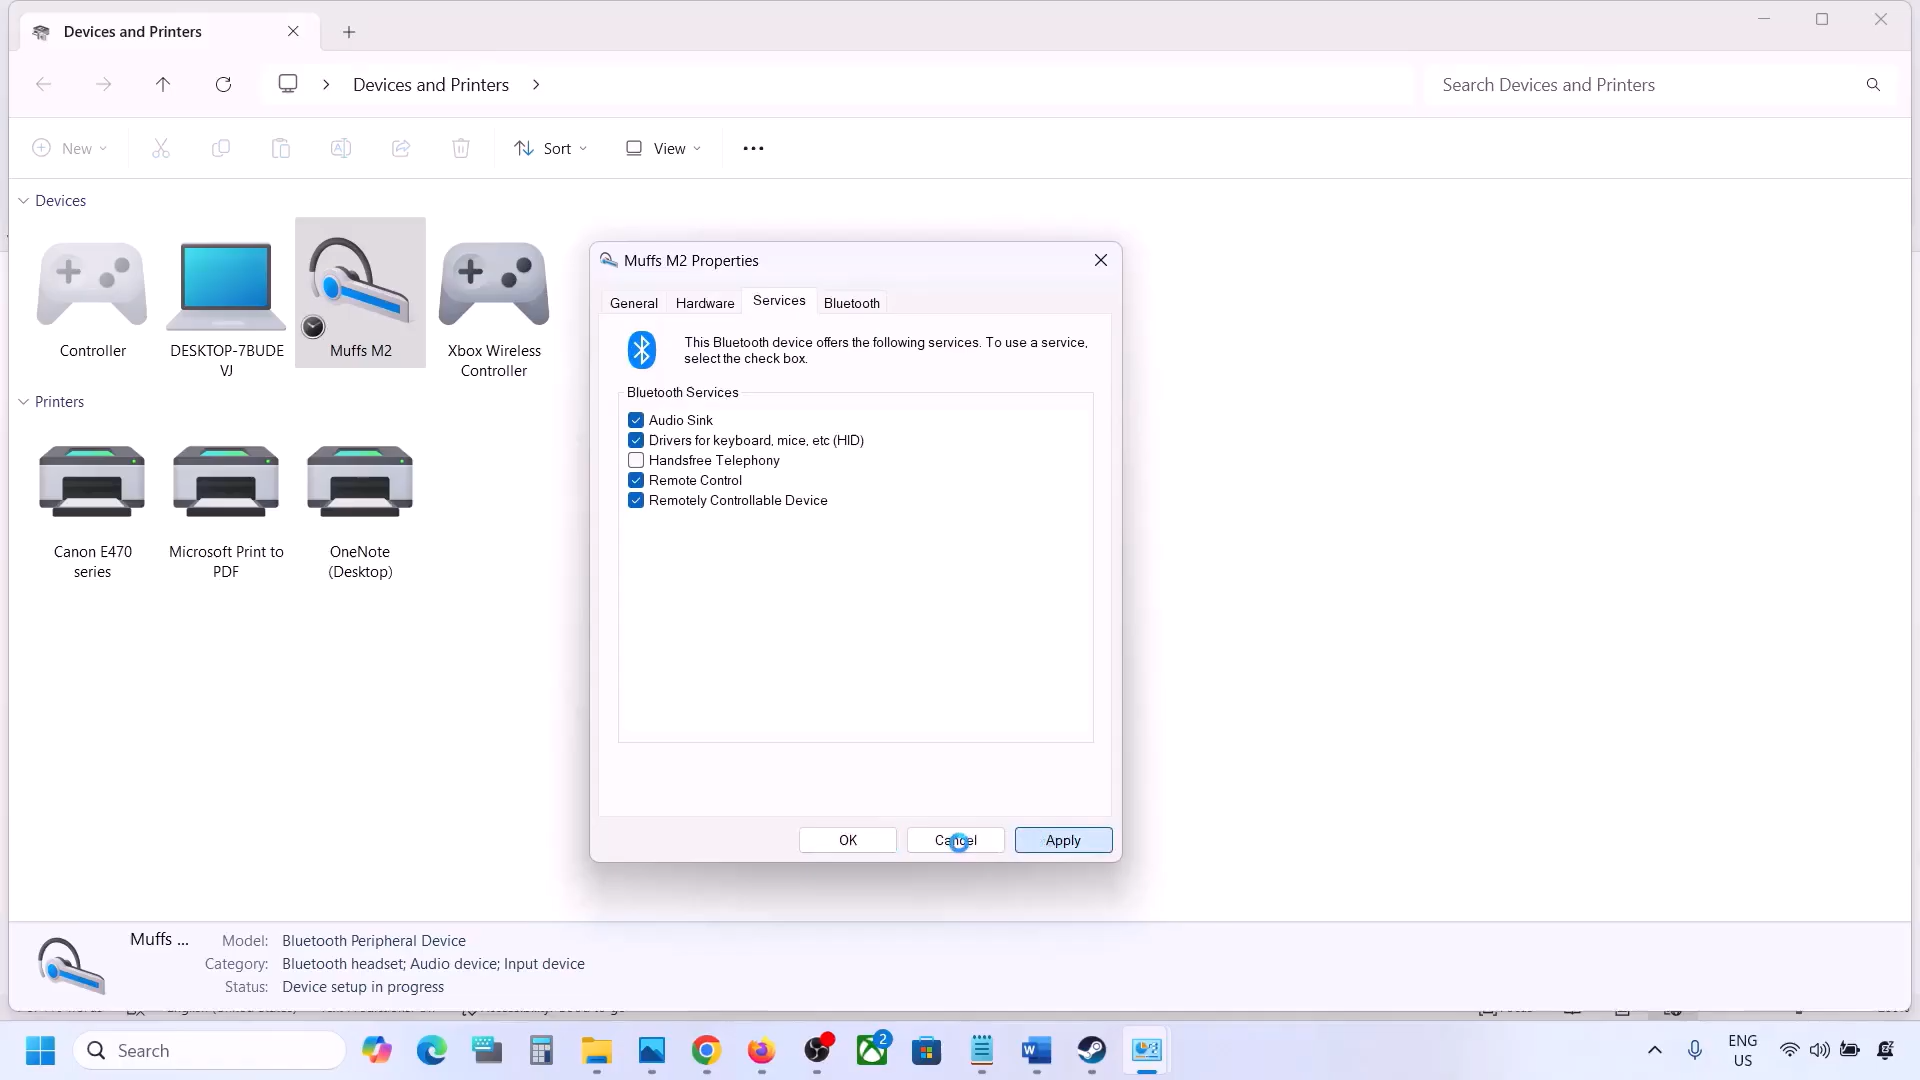 Devices and Printers
Devices and Printers
Search Devices and Printers
New
Sort
View
Devices
Controller
DESKTOP-7BUDE
VJ
Muffs M2
Xbox Wireless
Controller
Printers
Canon E470
series
Microsoft Print to
PDF
OneNote
(Desktop)
Muffs M2 Properties
General
Hardware
Services
Bluetooth
This Bluetooth device offers the following services. To use a service,
select the check box.
Bluetooth Services
Audio Sink
Drivers for keyboard, mice, etc (HID)
Handsfree Telephony
Remote Control
Remotely Controllable Device
OK
Cancel
Apply
Muffs ...
Model: Bluetooth Peripheral Device
Category: Bluetooth headset; Audio device; Input device
Status: Device setup in progress
Search
2
ENG
US